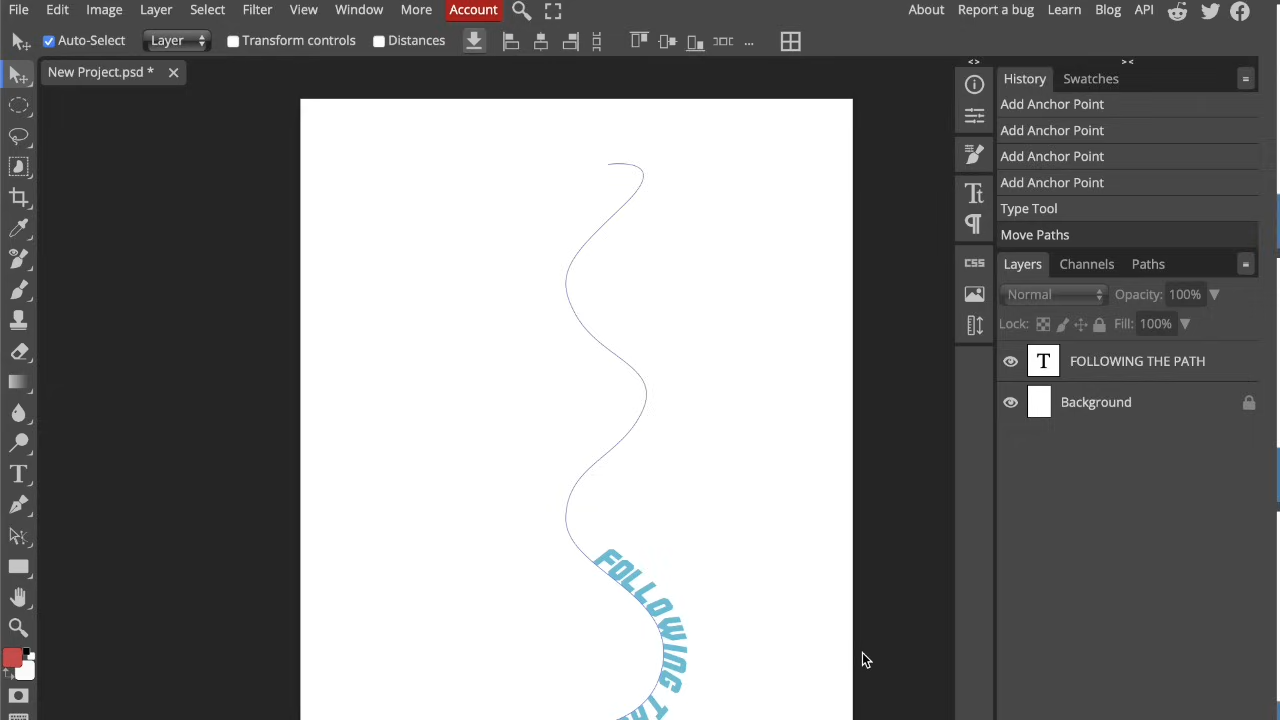 File Edit Image Layer Select Filter View Window More Account About Report a bug Learn Blog API
Auto-Select Layer Transform controls Distances ...
New Project.psd *
History Swatches
Add Anchor Point
Add Anchor Point
Add Anchor Point
Add Anchor Point
Type Tool
Move Paths
CSS
Layers Channels Paths
Normal Opacity: 100%
Lock: Fill: 100%
T FOLLOWING THE PATH
Background
FOLLOWING